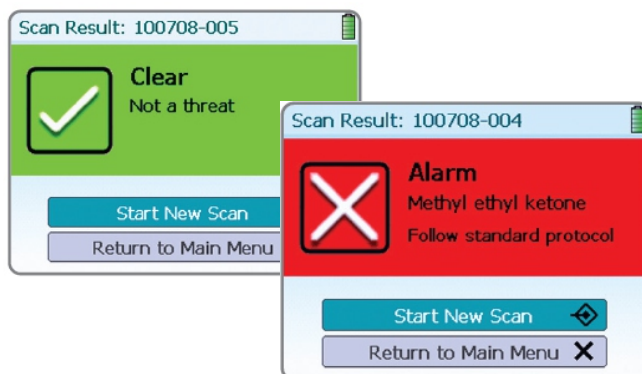 Scan Result: 100708-005
Clear
Not a threat
Start New Scan
Return to Main Menu
Scan Result: 100708-004
Alarm
Methyl ethyl ketone
Follow standard protocol
Start New Scan
Return to Main Menu